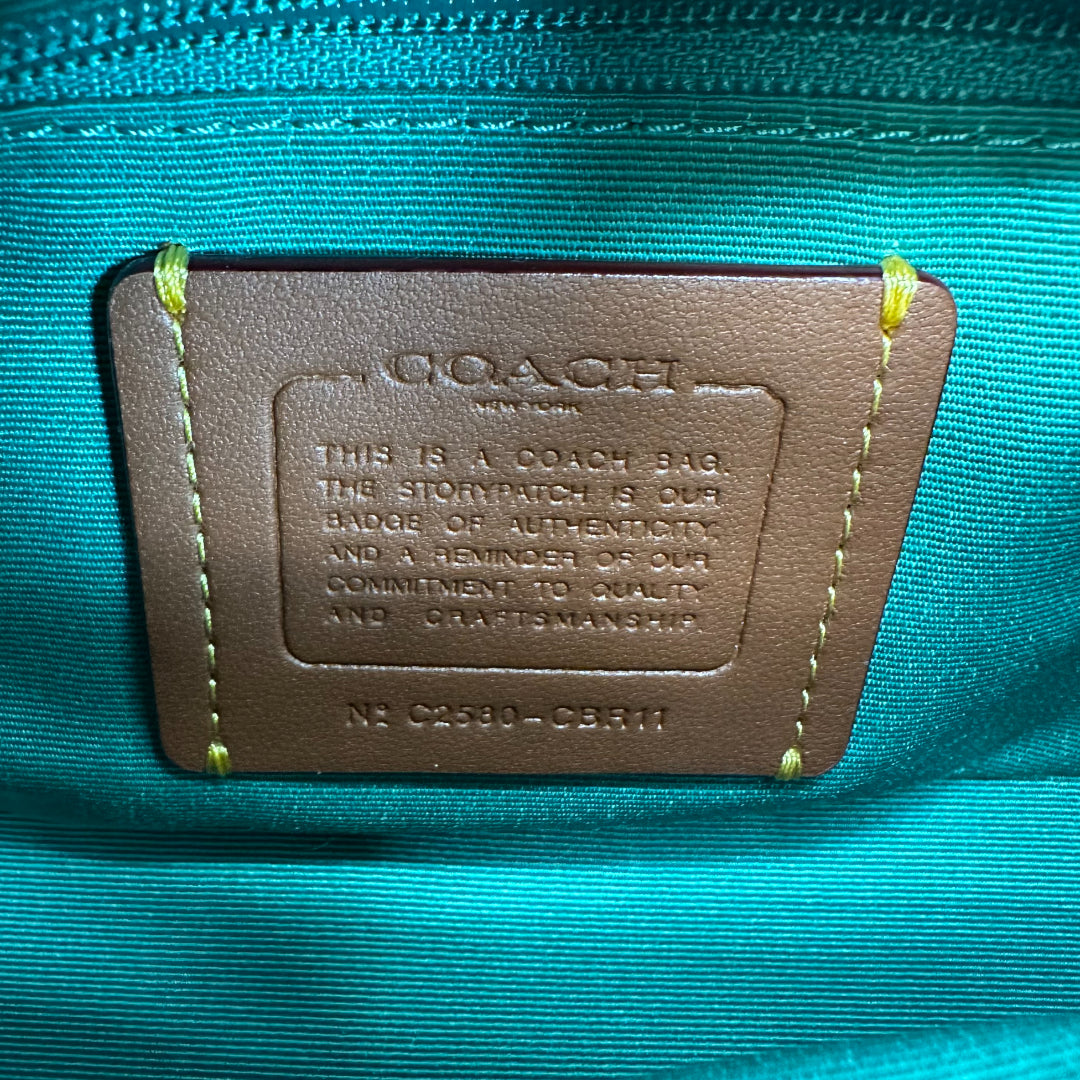 COACH
NEW YORK
THIS IS A COACH BAG.
THE STORYPATCH IS OUR
BADGE OF AUTHENTICITY,
AND A REMINDER OF OUR
COMMITMENT TO QUALITY
AND CRAFTSMANSHIP.
Nº C2580-CBR11